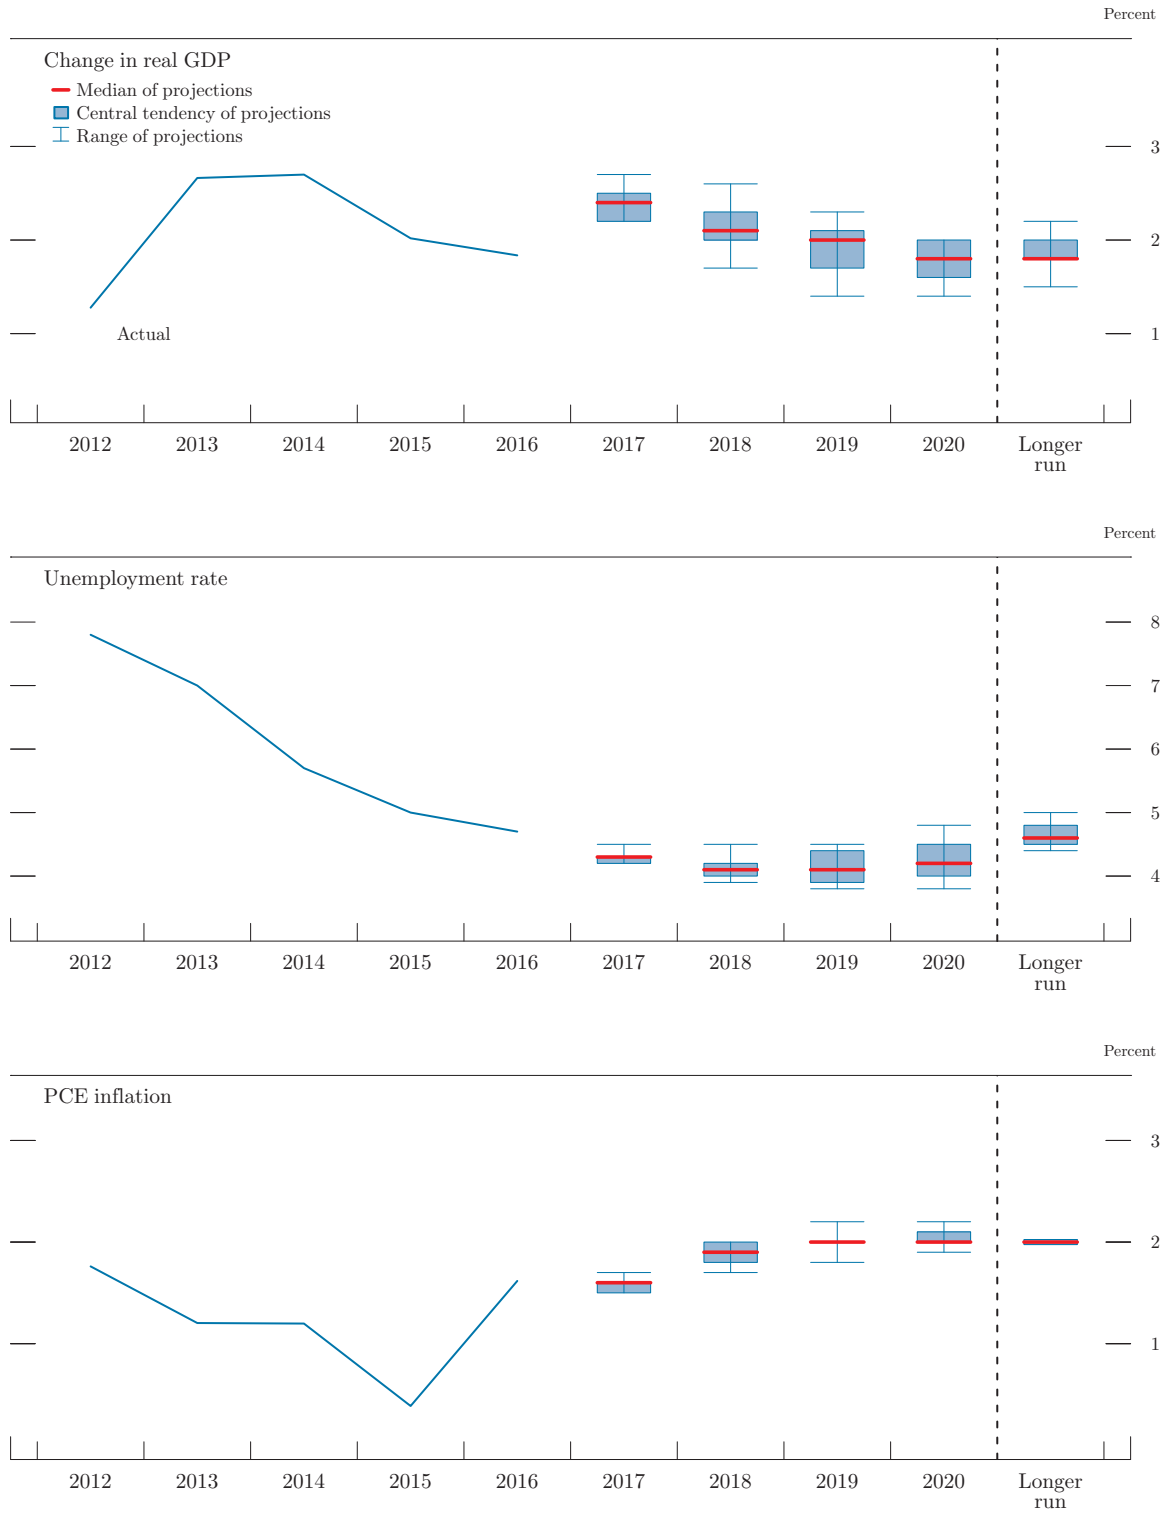 Percent
Change in real GDP
Median of projections
Central tendency of projections
Range of projections
3
2
1
Actual
2012 2013 2014 2015 2016 2017 2018 2019 2020 Longer
run
Percent
Unemployment rate
8
7
6
5
4
2012 2013 2014 2015 2016 2017 2018 2019 2020 Longer
run
Percent
PCE inflation
3
2
1
2012 2013 2014 2015 2016 2017 2018 2019 2020 Longer
run